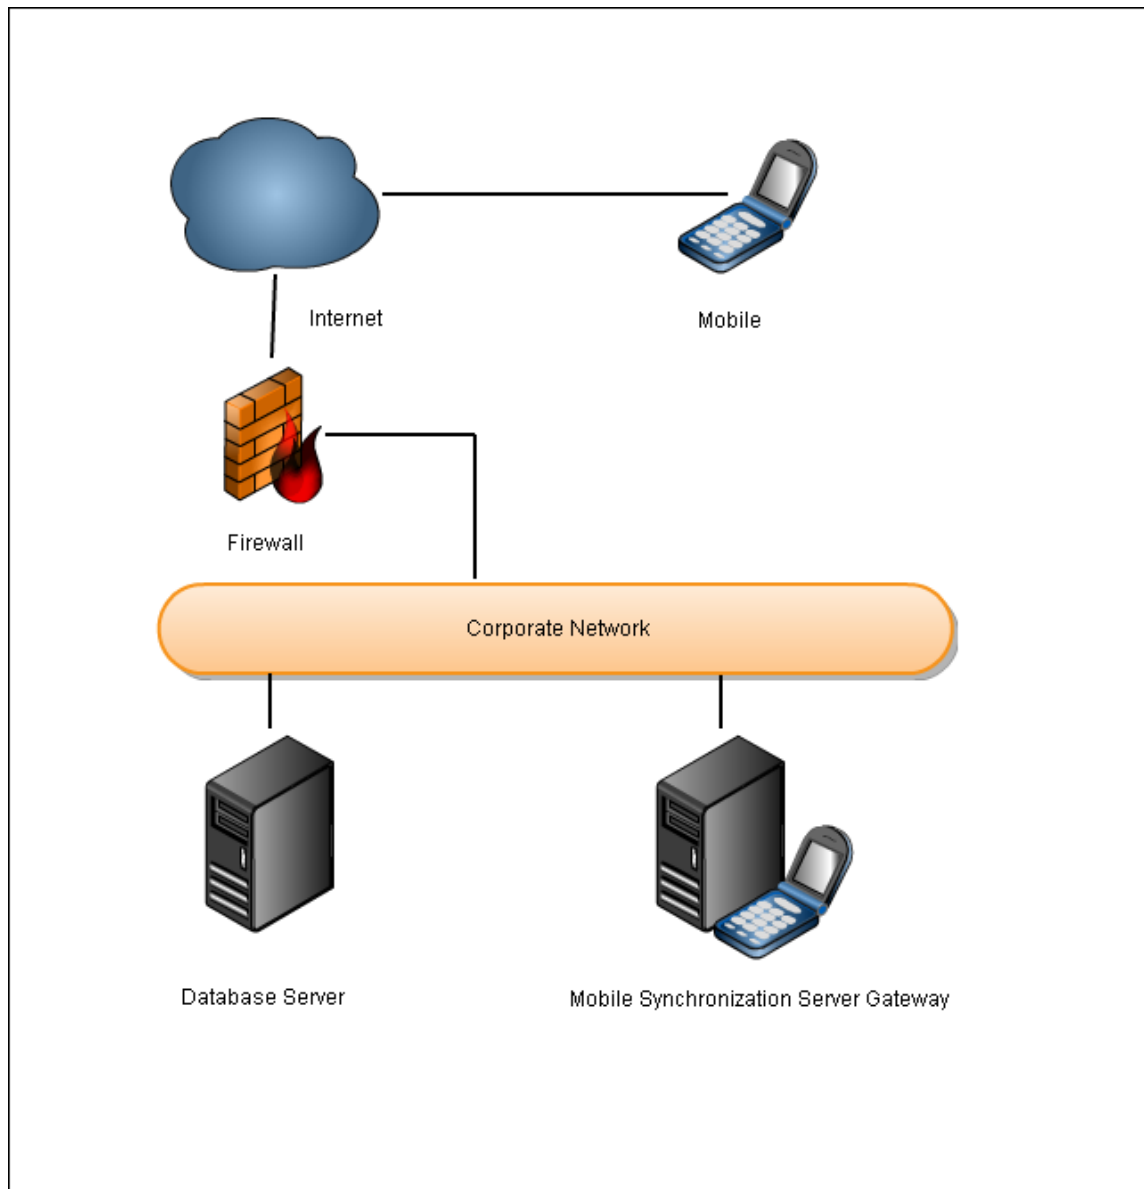 Internet
Mobile
Firewall
Corporate Network
Database Server
Mobile Synchronization Server Gateway